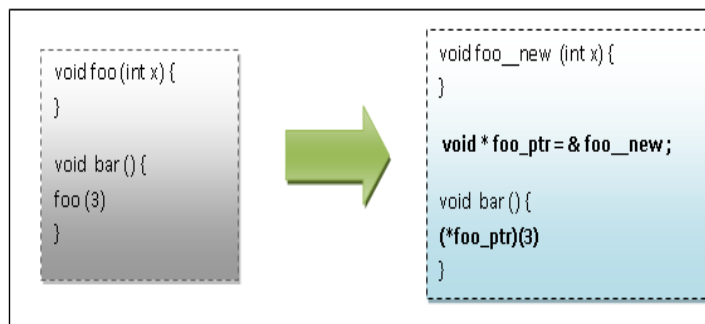 void foo (int x) {
}
void bar () {
foo (3)
}
void foo__new (int x) {
}
void * foo_ptr = & foo__new ;
void bar () {
(*foo_ptr)(3)
}